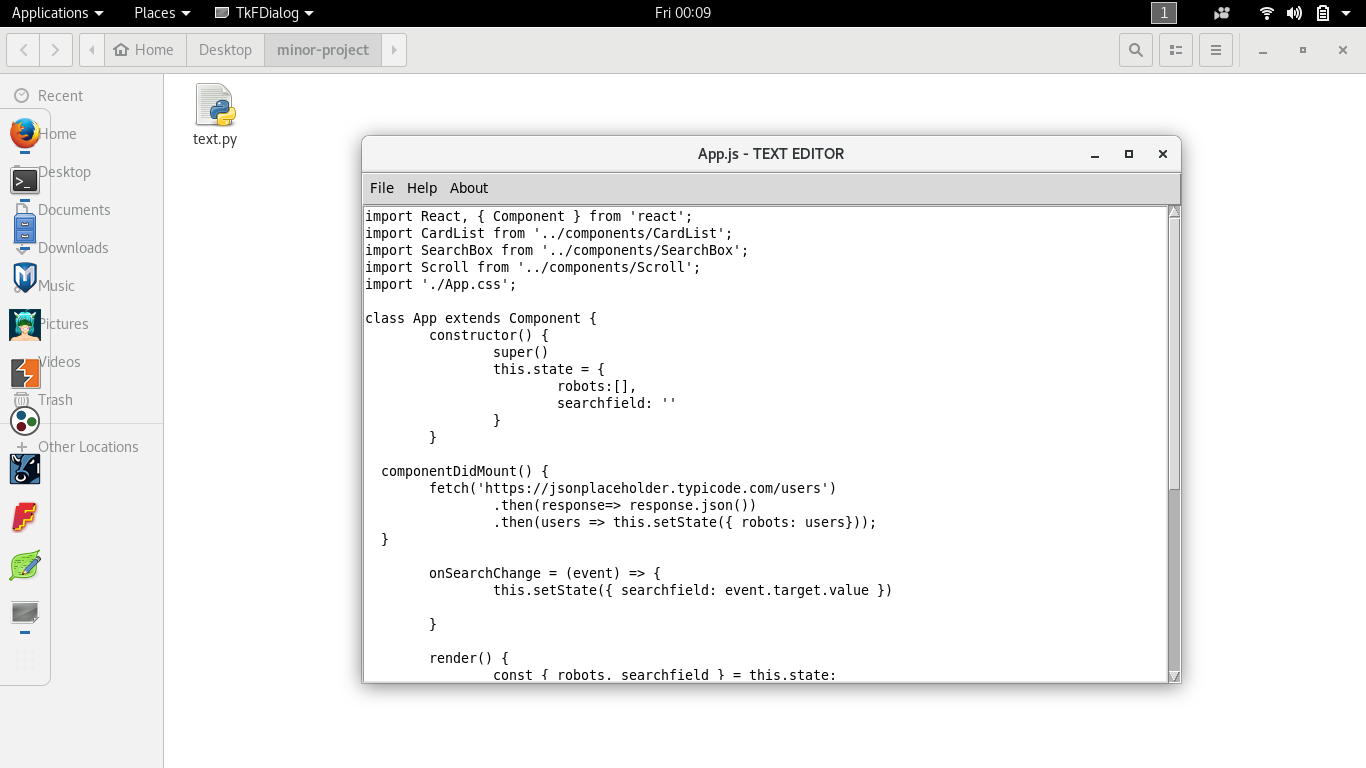 Applications Places TkFDialog Fri 00:09 1
Home Desktop minor-project
Recent
Home
Desktop
Documents
Downloads
Music
Pictures
Videos
Trash
Other Locations
text.py
App.js - TEXT EDITOR
File Help About
import React, { Component } from 'react';
import CardList from '../components/CardList';
import SearchBox from '../components/SearchBox';
import Scroll from '../components/Scroll';
import './App.css';
class App extends Component {
constructor() {
super()
this.state = {
robots:[],
searchfield: ''
}
}
componentDidMount() {
fetch('https://jsonplaceholder.typicode.com/users')
.then(response=> response.json())
.then(users => this.setState({ robots: users}));
}
onSearchChange = (event) => {
this.setState({ searchfield: event.target.value })
}
render() {
const { robots, searchfield } = this.state;